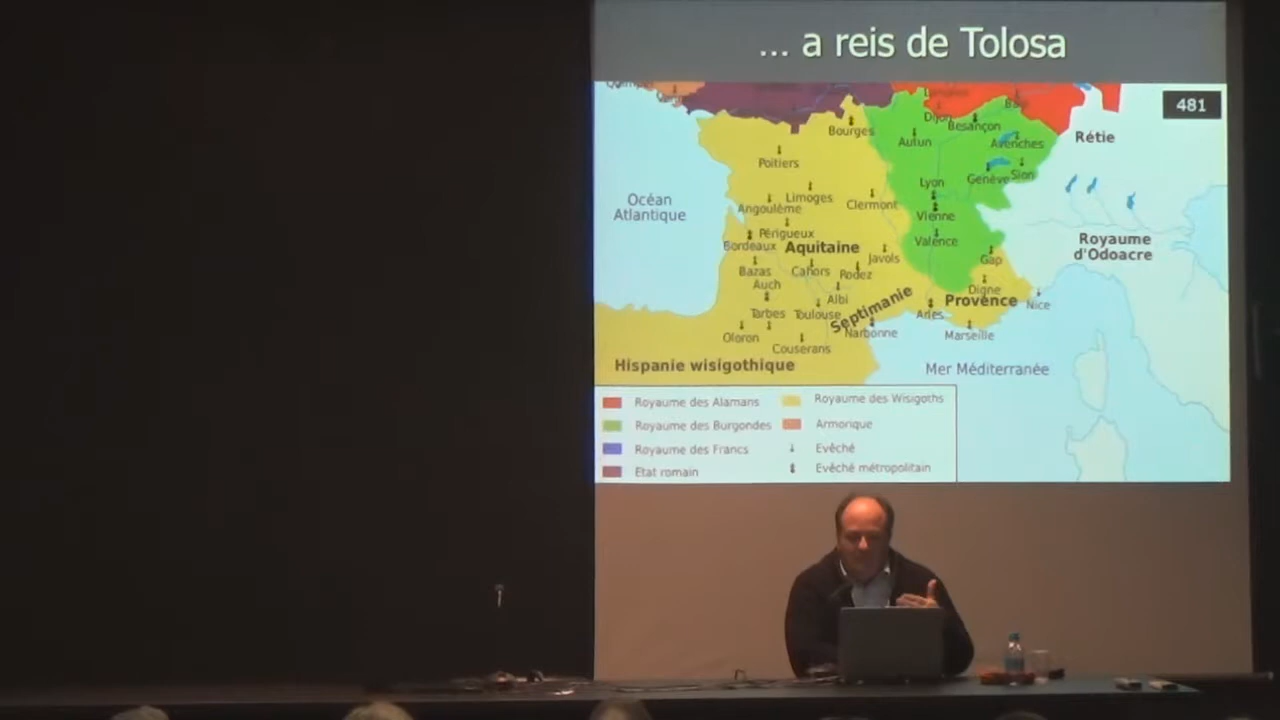 ... a reis de Tolosa
481
Dijon
Besançon
Bourges
Autun
Avenches
Rétie
Poitiers
Genève
Sion
Lyon
Limoges
Clermont
Océan
Atlantique
Angoulême
Vienne
Périgueux
Bordeaux
Aquitaine
Valence
Royaume
d'Odoacre
Javols
Gap
Bazas
Cahors
Rodez
Auch
Digne
Albi
Septimanie
Provence
Nice
Tarbes
Toulouse
Arles
Oloron
Narbonne
Marseille
Couserans
Hispanie wisigothique
Mer Méditerranée
Royaume des Alamans
Royaume des Wisigoths
Royaume des Burgondes
Armorique
Royaume des Francs
Evêché
Etat romain
Evêché métropolitain